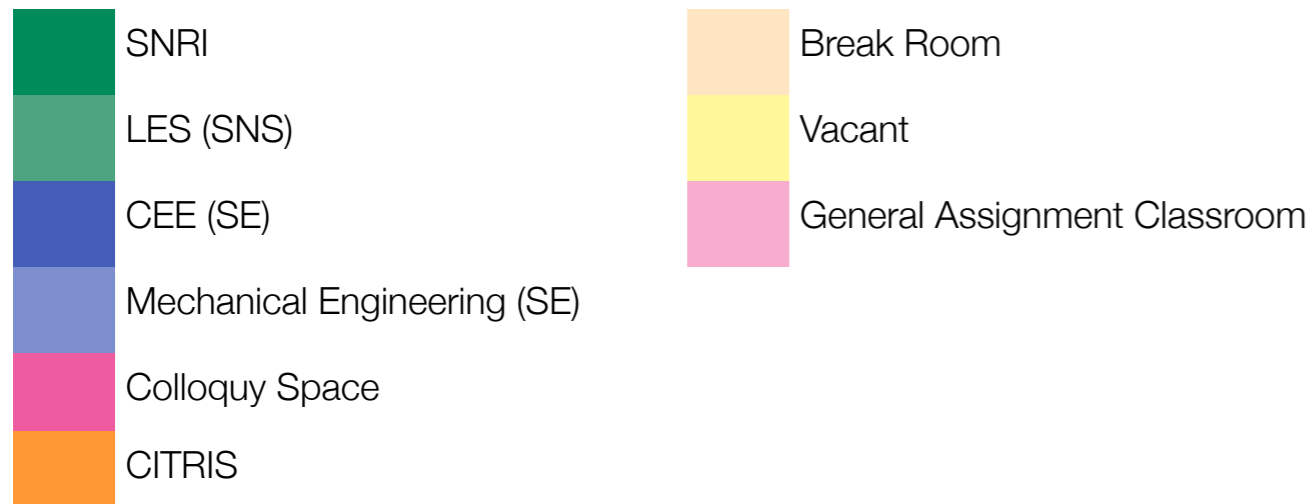 SNRI
LES (SNS)
CEE (SE)
Mechanical Engineering (SE)
Colloquy Space
CITRIS
Break Room
Vacant
General Assignment Classroom